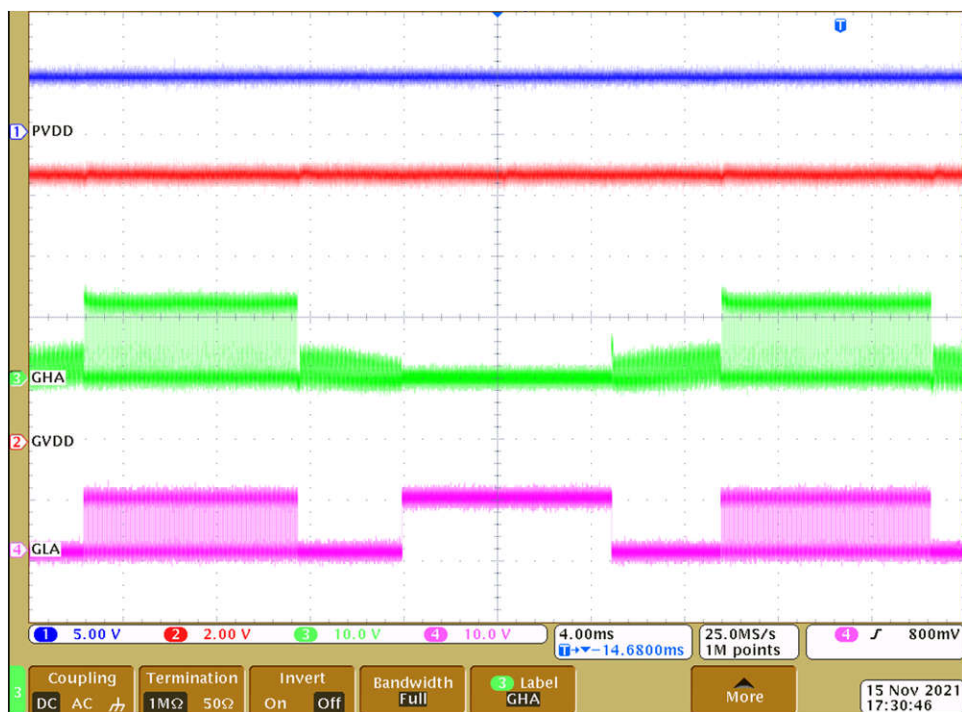 T
1 PVDD
3 GHA
2 GVDD
4 GLA
1 5.00 V 2 2.00 V 3 10.0 V 4 10.0 V
4.00ms
T→▼−14.6800ms
25.0MS/s
1M points
4 800mV
3
Coupling
DC AC
Termination
1MΩ 50Ω
Invert
On Off
Bandwidth
Full
3 Label
GHA
More
15 Nov 2021
17:30:46